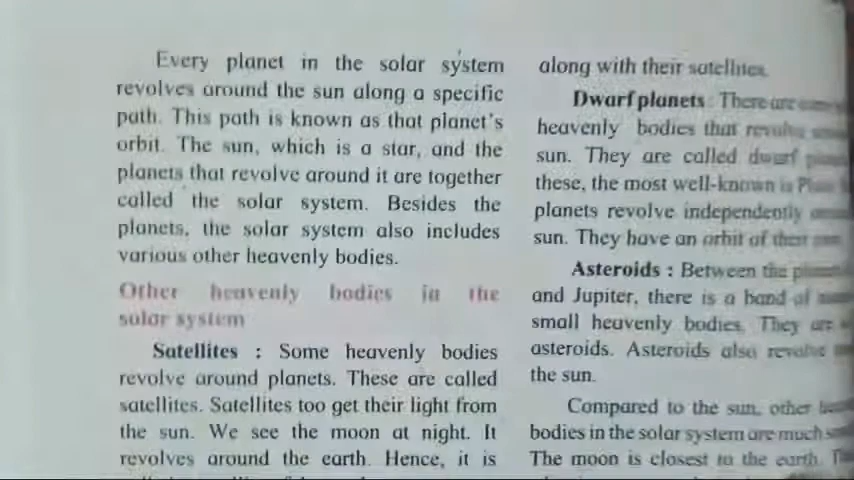 Every planet in the solar system
revolves around the sun along a specific
path. This path is known as that planet's
orbit. The sun, which is a star, and the
planets that revolve around it are together
called the solar system. Besides the
planets, the solar system also includes
various other heavenly bodies.
Other heavenly bodies in the
solar system
Satellites : Some heavenly bodies
revolve around planets. These are called
satellites. Satellites too get their light from
the sun. We see the moon at night. It
revolves around the earth. Hence, it is
along with their satellites.
Dwarf planets : There are some
heavenly bodies that revolve
sun. They are called dwarf
these, the most well-known is
planets revolve independently
sun. They have an orbit of their
Asteroids : Between the
and Jupiter, there is a band of
small heavenly bodies. They are
asteroids. Asteroids also revolve
the sun.
Compared to the sun, other
bodies in the solar system are much
The moon is closest to the earth.